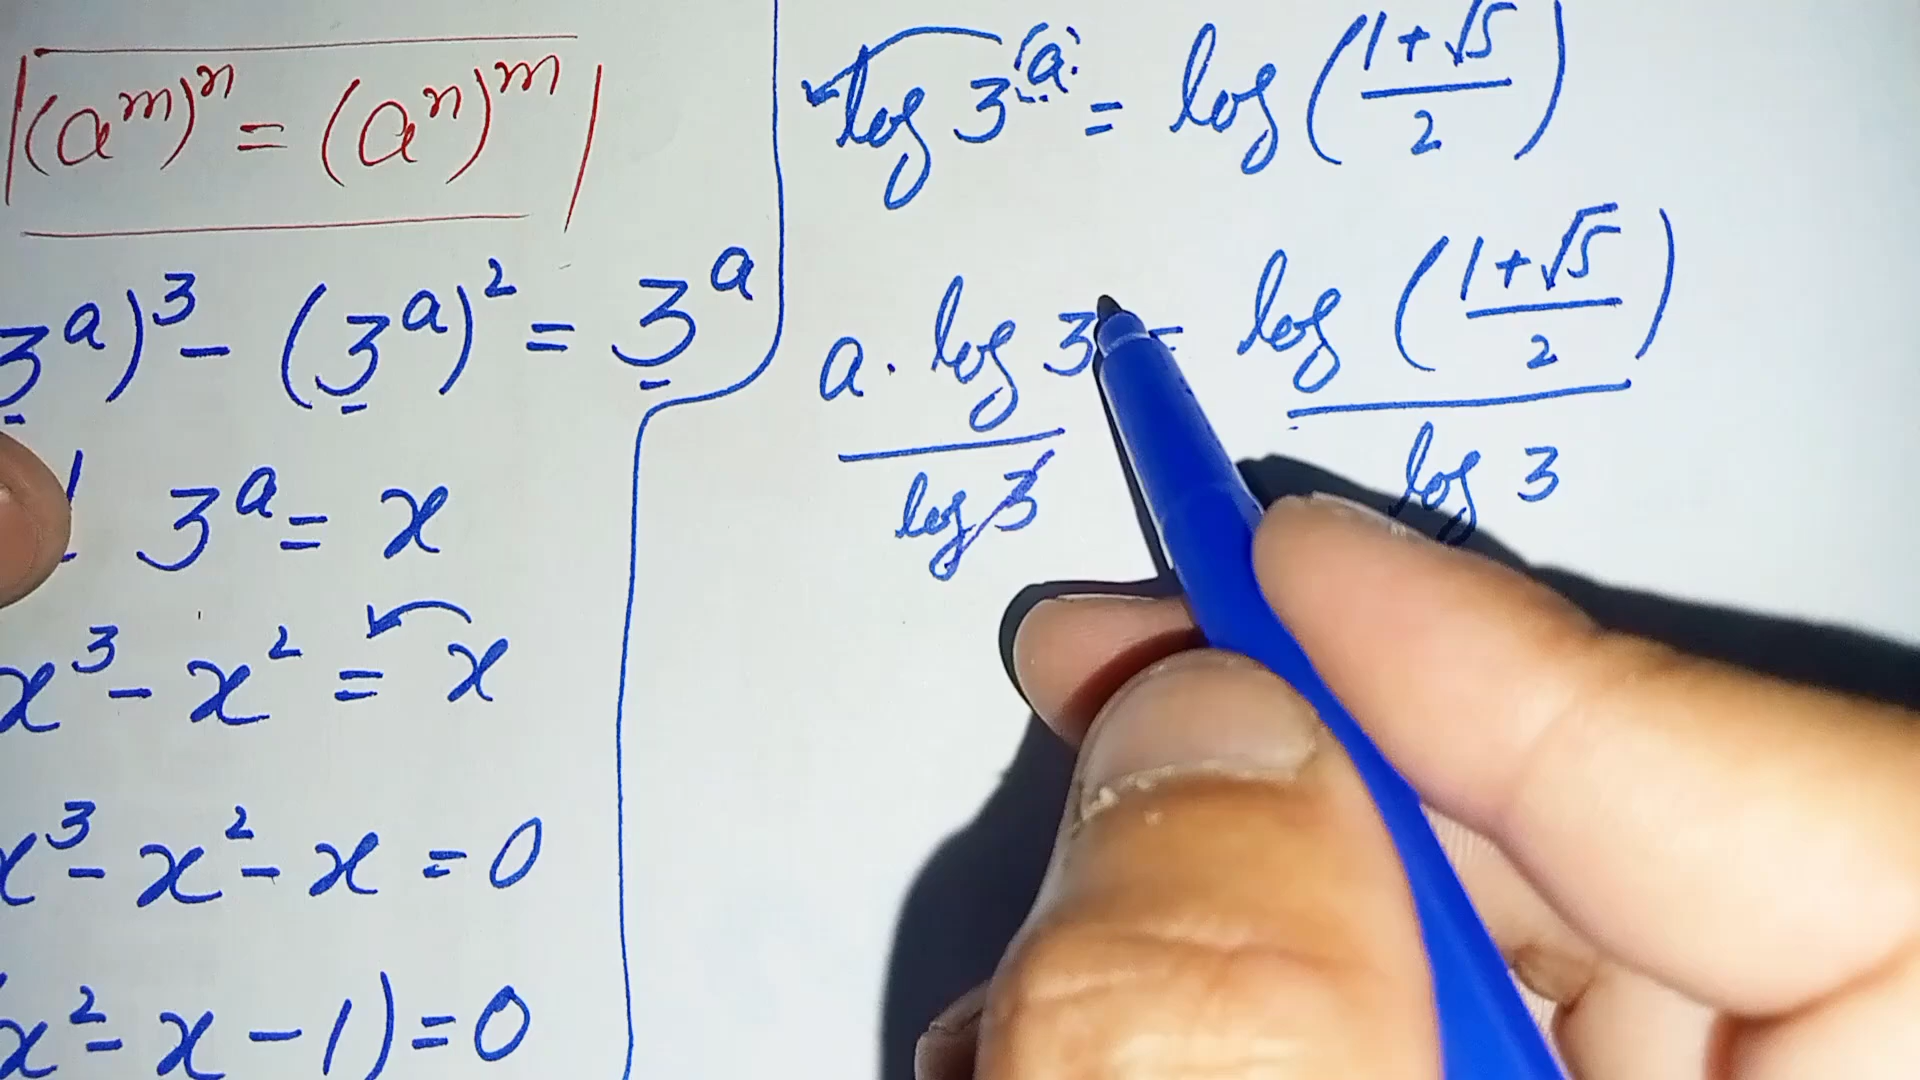 (a^m)^n = (a^n)^m
3^a)^3 - (3^a)^2 = 3^a
3^a = x
x^3 - x^2 = x
x^3 - x^2 - x = 0
(x^2 - x - 1) = 0
log 3^(a) = log (1+√5/2)
a . log 3 = log (1+√5/2)
log 3 log 3